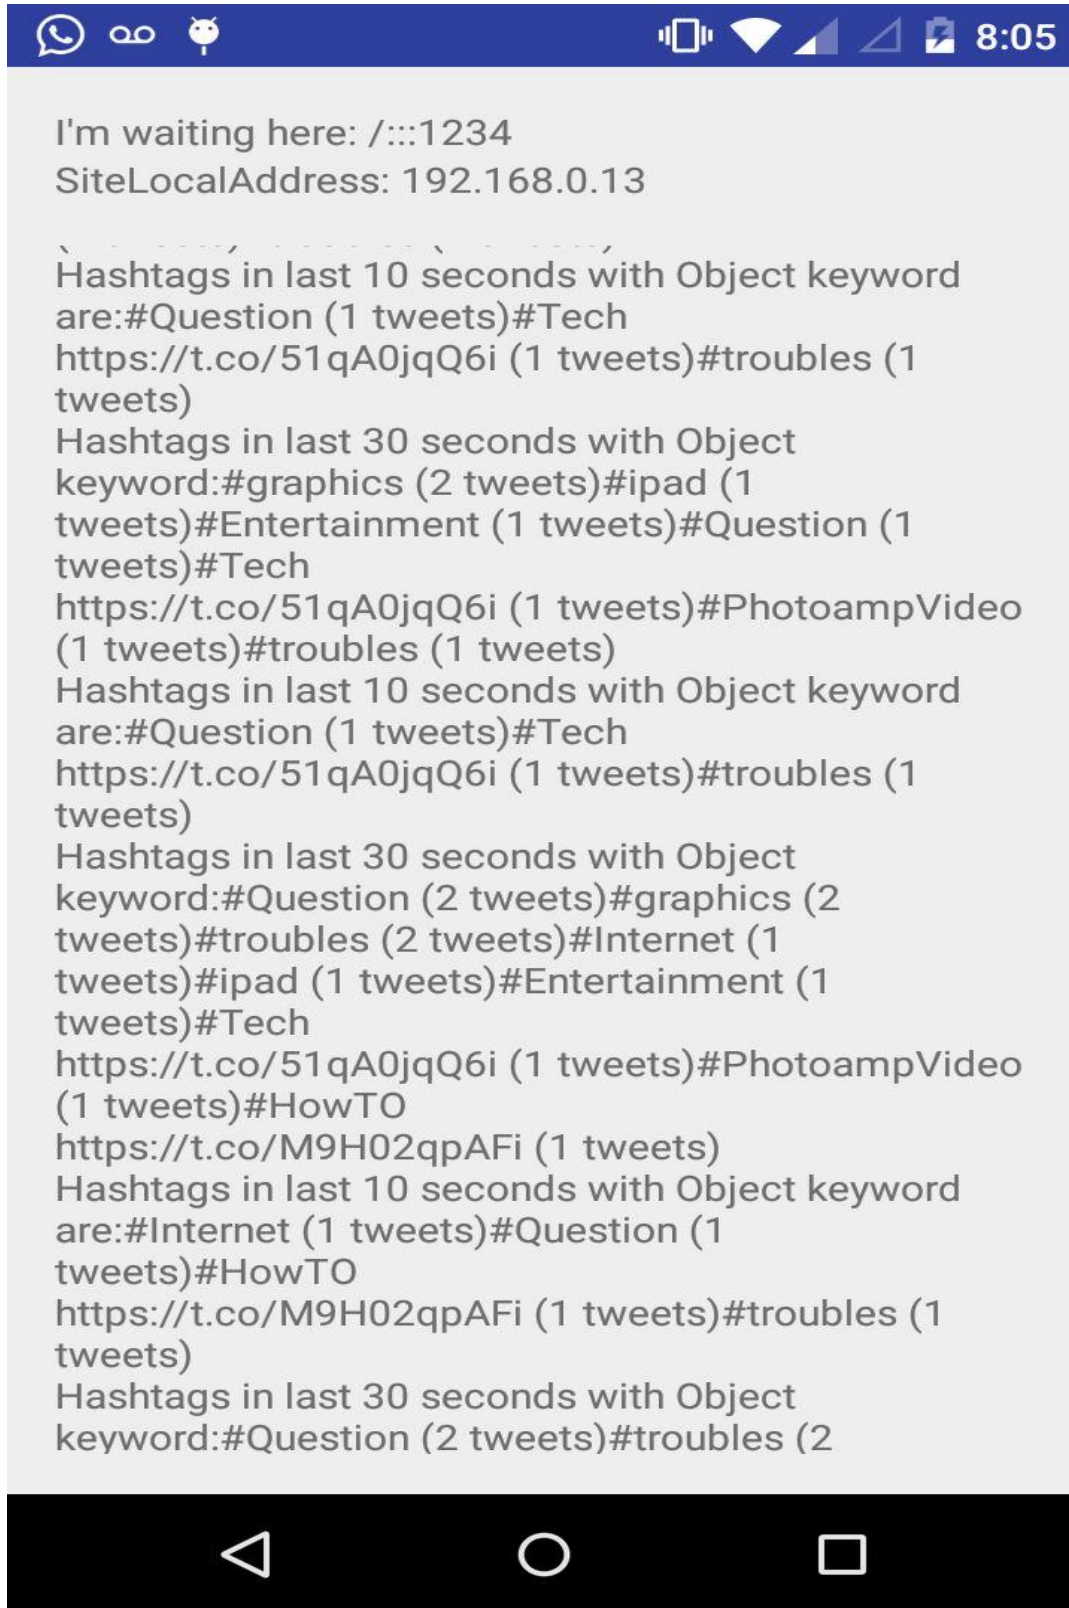 8:05
I'm waiting here: /:::1234
SiteLocalAddress: 192.168.0.13
Hashtags in last 10 seconds with Object keyword
are:#Question (1 tweets)#Tech
https://t.co/51qA0jqQ6i (1 tweets)#troubles (1
tweets)
Hashtags in last 30 seconds with Object
keyword:#graphics (2 tweets)#ipad (1
tweets)#Entertainment (1 tweets)#Question (1
tweets)#Tech
https://t.co/51qA0jqQ6i (1 tweets)#PhotoampVideo
(1 tweets)#troubles (1 tweets)
Hashtags in last 10 seconds with Object keyword
are:#Question (1 tweets)#Tech
https://t.co/51qA0jqQ6i (1 tweets)#troubles (1
tweets)
Hashtags in last 30 seconds with Object
keyword:#Question (2 tweets)#graphics (2
tweets)#troubles (2 tweets)#Internet (1
tweets)#ipad (1 tweets)#Entertainment (1
tweets)#Tech
https://t.co/51qA0jqQ6i (1 tweets)#PhotoampVideo
(1 tweets)#HowTO
https://t.co/M9H02qpAFi (1 tweets)
Hashtags in last 10 seconds with Object keyword
are:#Internet (1 tweets)#Question (1
tweets)#HowTO
https://t.co/M9H02qpAFi (1 tweets)#troubles (1
tweets)
Hashtags in last 30 seconds with Object
keyword:#Question (2 tweets)#troubles (2